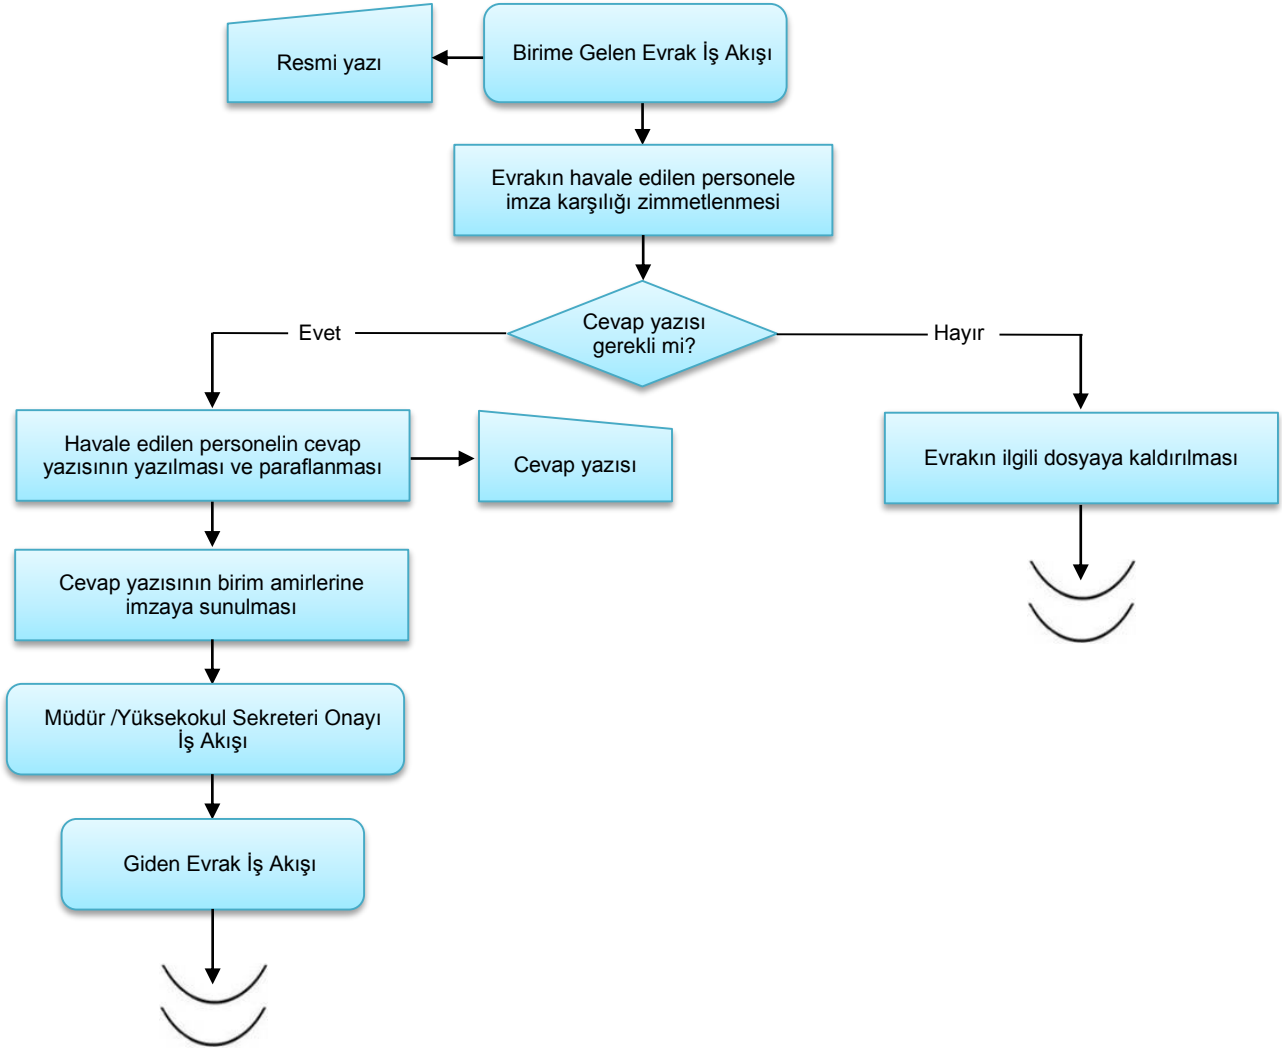 Resmi yazı
Birime Gelen Evrak İş Akışı
Evrakın havale edilen personele
imza karşılığı zimmetlenmesi
Cevap yazısı
gerekli mi?
Evet
Hayır
Havale edilen personelin cevap
yazısının yazılması ve paraflanması
Cevap yazısı
Evrakın ilgili dosyaya kaldırılması
Cevap yazısının birim amirlerine
imzaya sunulması
Müdür /Yüksekokul Sekreteri Onayı
İş Akışı
Giden Evrak İş Akışı